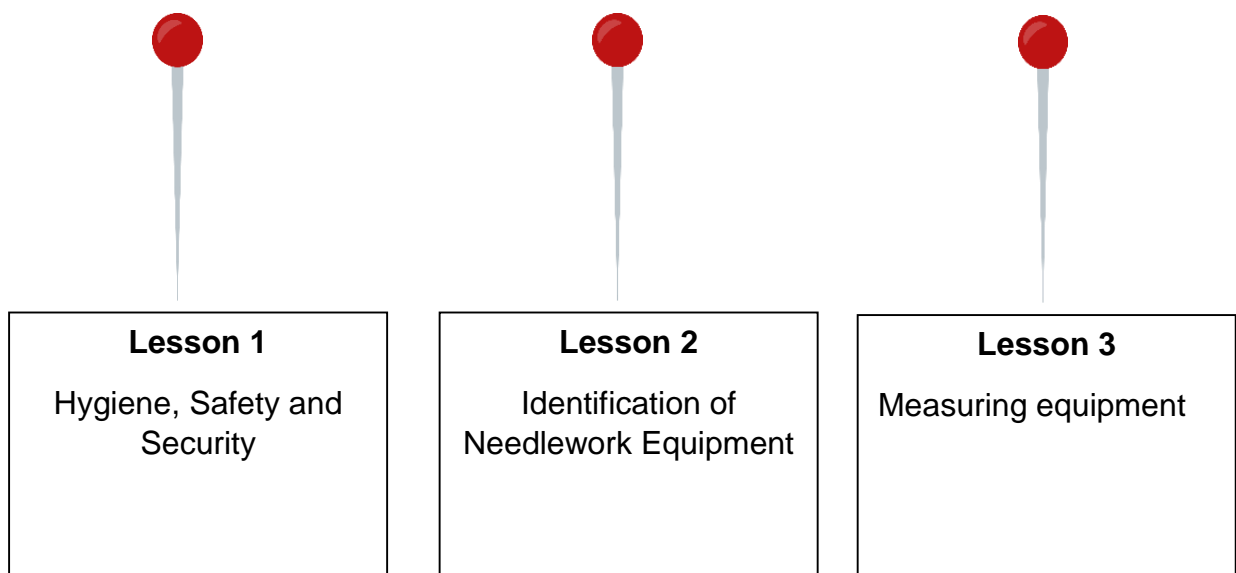 Lesson 1
Hygiene, Safety and
Security
Lesson 2
Identification of
Needlework Equipment
Lesson 3
Measuring equipment